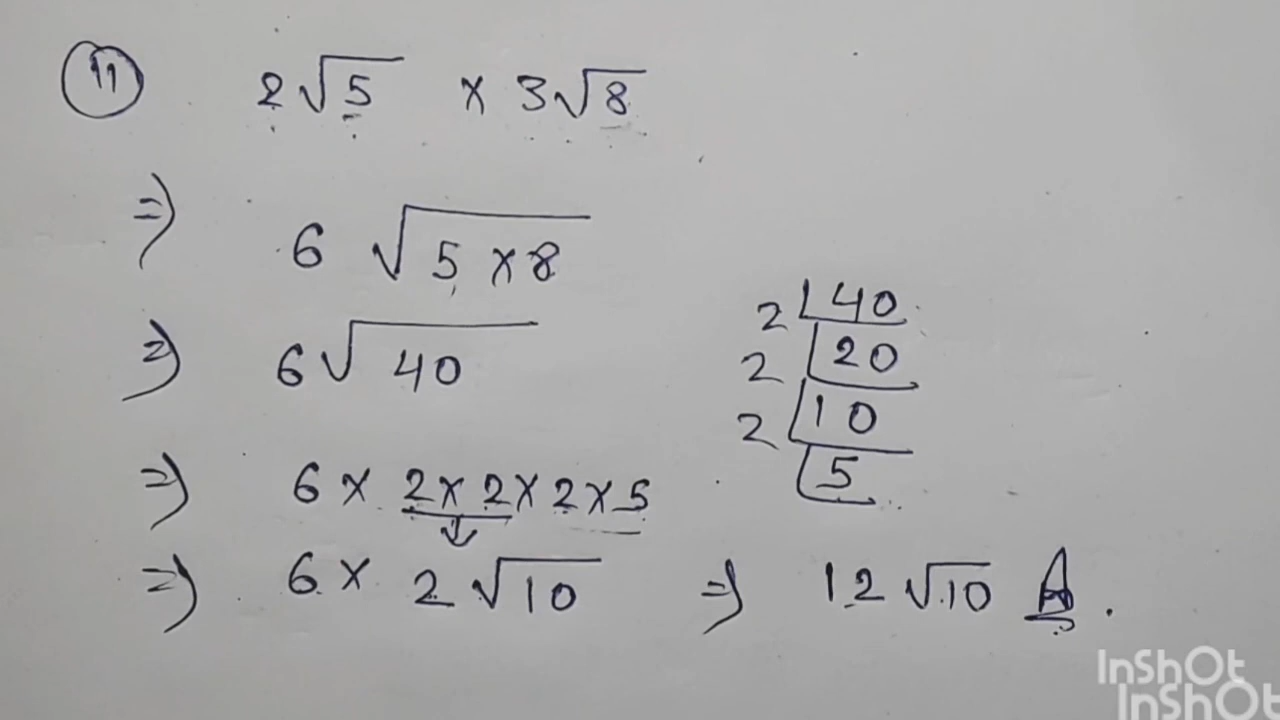 11 2√5 × 3√8
⇒ 6√5×8
⇒ 6√40
2 40
2 20
2 10
5
⇒ 6 × 2×2×2×5
⇒ 6 × 2√10 ⇒ 12√10
InShOt
InShOt